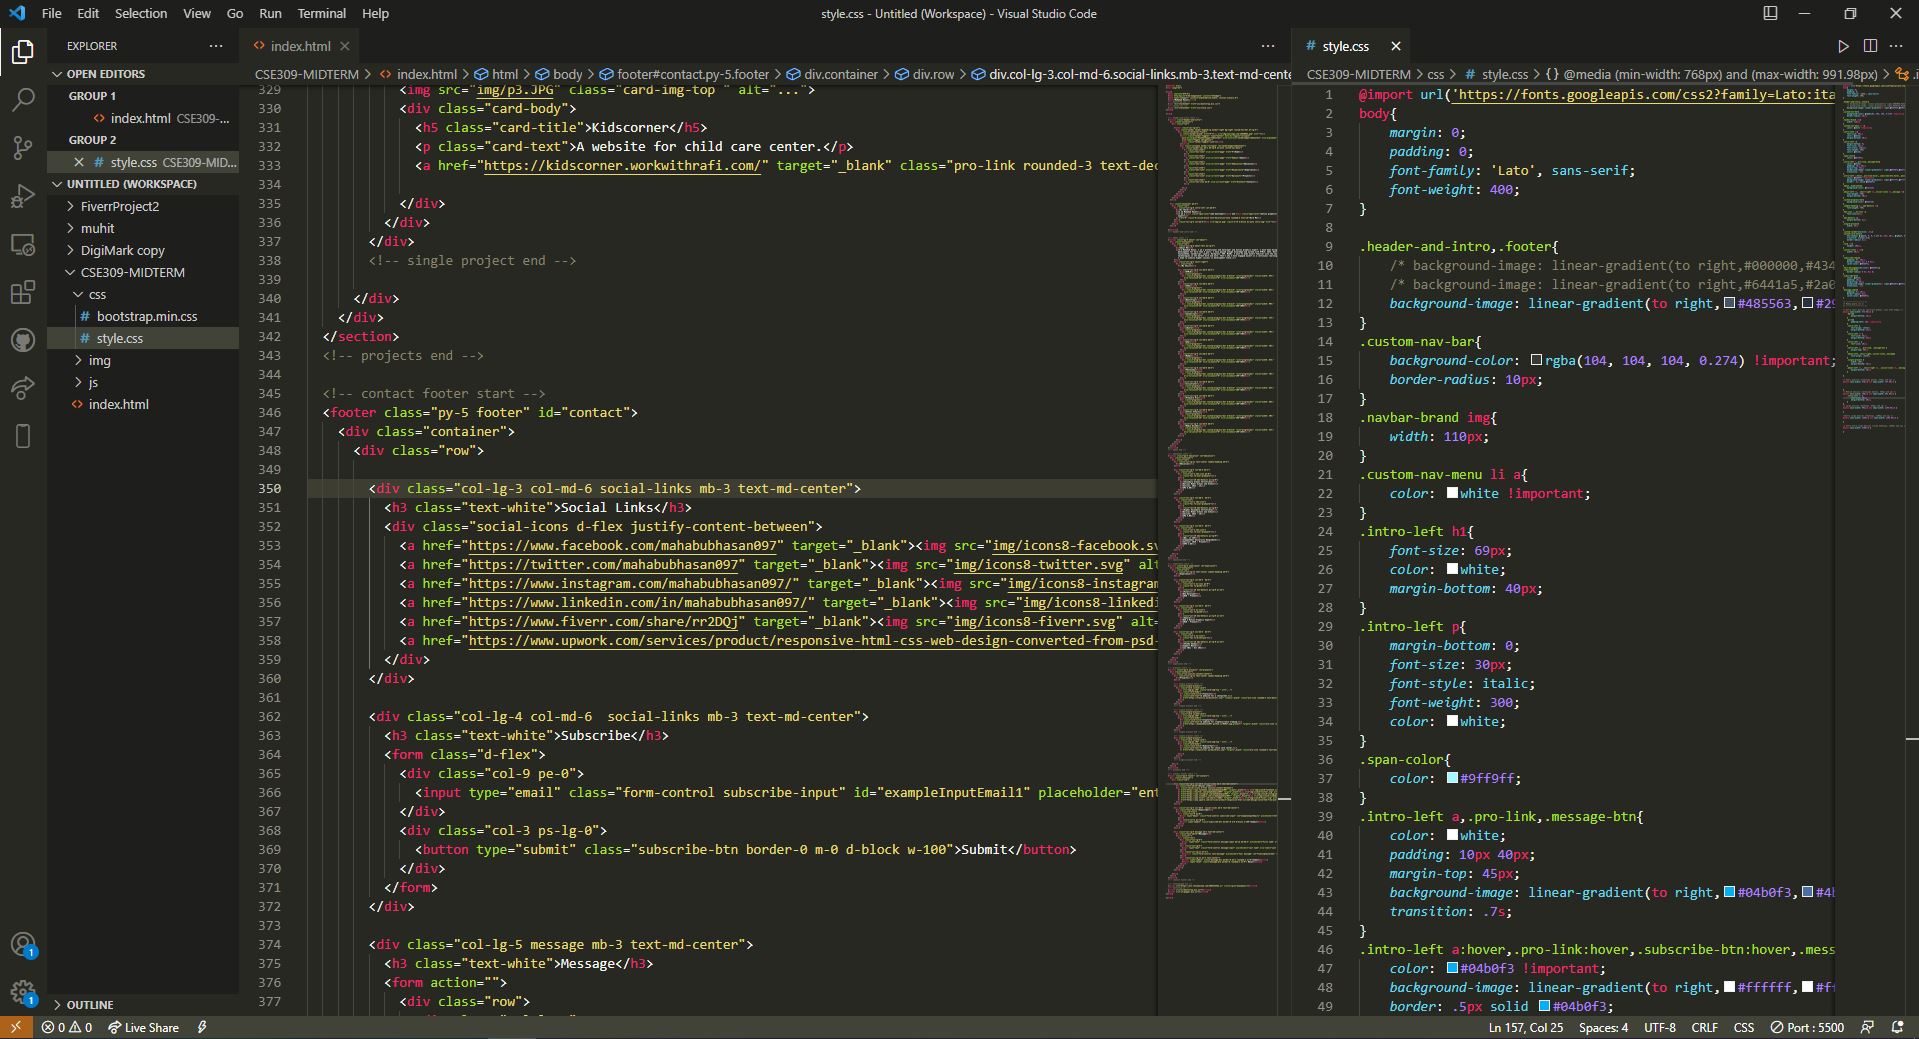 File Edit Selection View Go Run Terminal Help
style.css - Untitled (Workspace) - Visual Studio Code
EXPLORER
OPEN EDITORS
GROUP 1
<> index.html CSE309-...
GROUP 2
# style.css CSE309-MID...
UNTITLED (WORKSPACE)
FiverrProject2
muhit
DigiMark copy
CSE309-MIDTERM
css
# bootstrap.min.css
# style.css
img
js
<> index.html
OUTLINE
<> index.html
CSE309-MIDTERM > <> index.html > html > body > footer#contact.py-5.footer > div.container > div.row > div.col-lg-3.col-md-6.social-links.mb-3.text-md-cente
329 <img src="img/p3.JPG" class="card-img-top " alt="...">
330 <div class="card-body">
331 <h5 class="card-title">Kidscorner</h5>
332 <p class="card-text">A website for child care center.</p>
333 <a href="https://kidscorner.workwithrafi.com/" target="_blank" class="pro-link rounded-3 text-dec
334
335 </div>
336 </div>
337 </div>
338 <!-- single project end -->
339
340 </div>
341 </div>
342 </section>
343 <!-- projects end -->
344
345 <!-- contact footer start -->
346 <footer class="py-5 footer" id="contact">
347 <div class="container">
348 <div class="row">
349
350 <div class="col-lg-3 col-md-6 social-links mb-3 text-md-center">
351 <h3 class="text-white">Social Links</h3>
352 <div class="social-icons d-flex justify-content-between">
353 <a href="https://www.facebook.com/mahabubhasan097" target="_blank"><img src="img/icons8-facebook.sv
354 <a href="https://twitter.com/mahabubhasan097" target="_blank"><img src="img/icons8-twitter.svg" alt
355 <a href="https://www.instagram.com/mahabubhasan097/" target="_blank"><img src="img/icons8-instagram
356 <a href="https://www.linkedin.com/in/mahabubhasan097/" target="_blank"><img src="img/icons8-linkedi
357 <a href="https://www.fiverr.com/share/rr2DQj" target="_blank"><img src="img/icons8-fiverr.svg" alt=
358 <a href="https://www.upwork.com/services/product/responsive-html-css-web-design-converted-from-psd-
359 </div>
360 </div>
361
362 <div class="col-lg-4 col-md-6  social-links mb-3 text-md-center">
363 <h3 class="text-white">Subscribe</h3>
364 <form class="d-flex">
365 <div class="col-9 pe-0">
366 <input type="email" class="form-control subscribe-input" id="exampleInputEmail1" placeholder="ent
367 </div>
368 <div class="col-3 ps-lg-0">
369 <button type="submit" class="subscribe-btn border-0 m-0 d-block w-100">Submit</button>
370 </div>
371 </form>
372 </div>
373
374 <div class="col-lg-5 message mb-3 text-md-center">
375 <h3 class="text-white">Message</h3>
376 <form action="">
377 <div class="row">
# style.css
CSE309-MIDTERM > css > # style.css > {} @media (min-width: 768px) and (max-width: 991.98px) > .i
1 @import url('https://fonts.googleapis.com/css2?family=Lato:ita
2 body{
3 margin: 0;
4 padding: 0;
5 font-family: 'Lato', sans-serif;
6 font-weight: 400;
7 }
8
9 .header-and-intro,.footer{
10 /* background-image: linear-gradient(to right,#000000,#434
11 /* background-image: linear-gradient(to right,#6441a5,#2a0
12 background-image: linear-gradient(to right,#485563,#29
13 }
14 .custom-nav-bar{
15 background-color: rgba(104, 104, 104, 0.274) !important;
16 border-radius: 10px;
17 }
18 .navbar-brand img{
19 width: 110px;
20 }
21 .custom-nav-menu li a{
22 color: white !important;
23 }
24 .intro-left h1{
25 font-size: 69px;
26 color: white;
27 margin-bottom: 40px;
28 }
29 .intro-left p{
30 margin-bottom: 0;
31 font-size: 30px;
32 font-style: italic;
33 font-weight: 300;
34 color: white;
35 }
36 .span-color{
37 color: #9ff9ff;
38 }
39 .intro-left a,.pro-link,.message-btn{
40 color: white;
41 padding: 10px 40px;
42 margin-top: 45px;
43 background-image: linear-gradient(to right,#04b0f3,#4b
44 transition: .7s;
45 }
46 .intro-left a:hover,.pro-link:hover,.subscribe-btn:hover,.mess
47 color: #04b0f3 !important;
48 background-image: linear-gradient(to right,#ffffff,#ff
49 border: .5px solid #04b0f3;
1
1
0 0 Live Share
Ln 157, Col 25 Spaces: 4 UTF-8 CRLF CSS Port : 5500